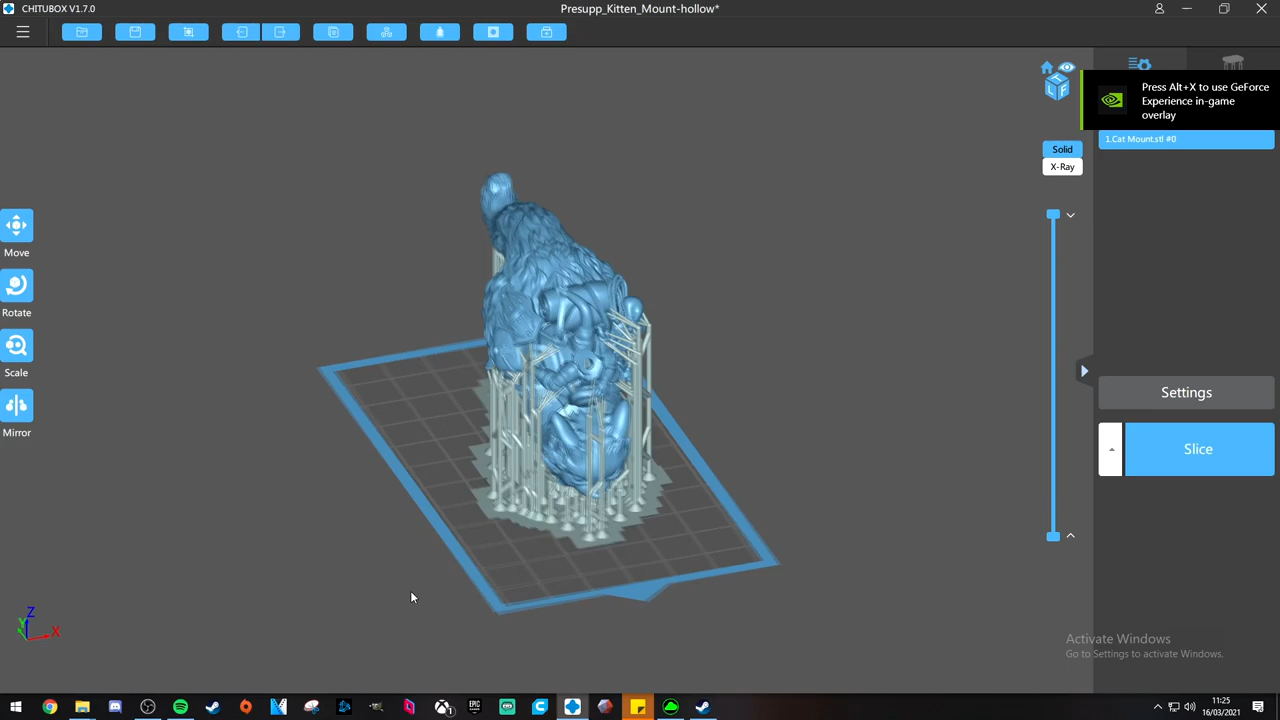 CHITUBOX V1.7.0
Presupp_Kitten_Mount-hollow*
Press Alt+X to use GeForce
Experience in-game
overlay
T
L F
1.Cat Mount.stl #0
Solid
X-Ray
Move
Rotate
Scale
Mirror
Settings
Slice
Z
Y
X
Activate Windows
Go to Settings to activate Windows.
EPIC
11:25
16/03/2021